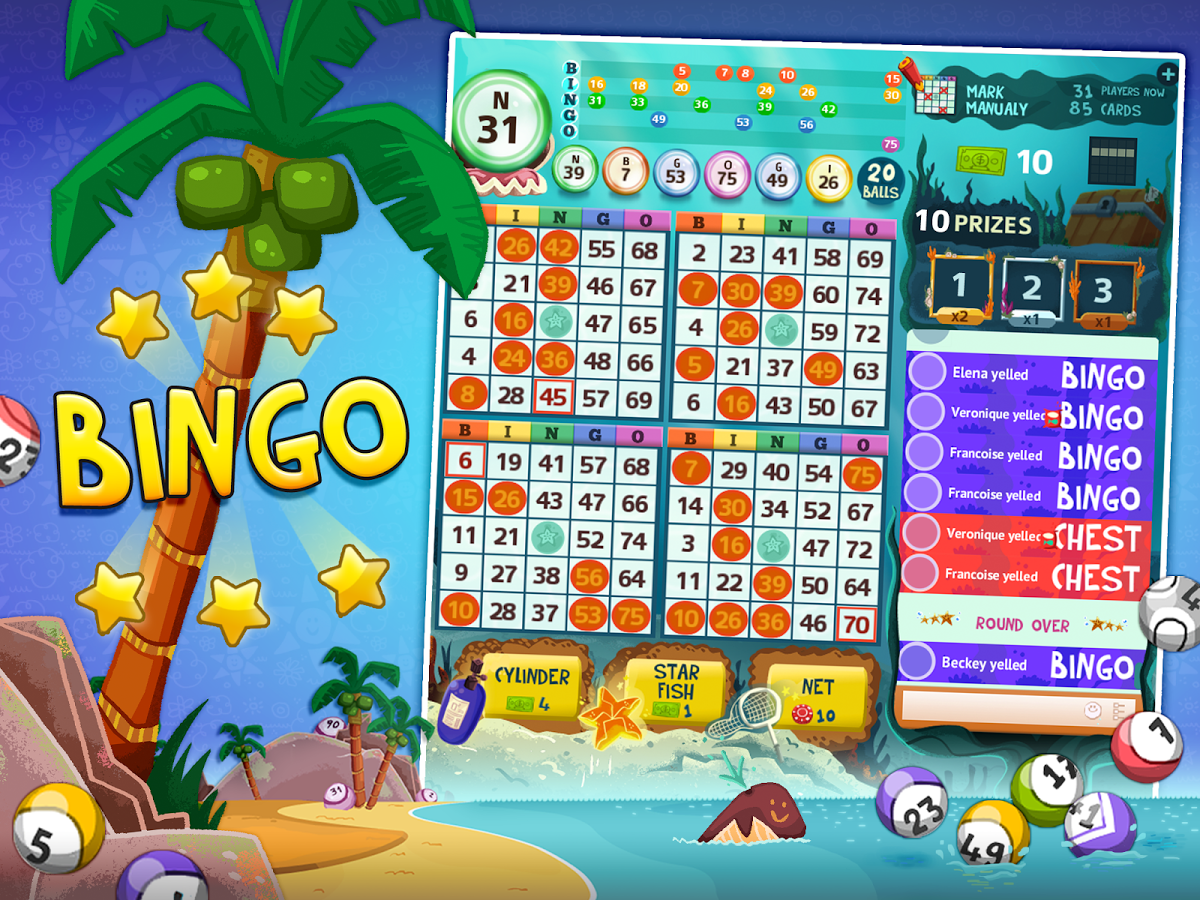 BINGO
N
31
B
I
N
G
O
5 7 8 10 15
16 18 20 24 26 30
31 33 36 39 42
49 53 56
75
N 39
B 7
G 53
O 75
G 49
I 26
20
BALLS
MARK
MANUALY
31 PLAYERS NOW
85 CARDS
10
10 PRIZES
1 2 3
x2 x1 x1
I N G O
26 42 55 68
21 39 46 67
6 16 47 65
4 24 36 48 66
8 28 45 57 69
B I N G O
2 23 41 58 69
7 30 39 60 74
4 26 59 72
5 21 37 49 63
6 16 43 50 67
B I N G O
6 19 41 57 68
15 26 43 47 66
11 21 52 74
9 27 38 56 64
10 28 37 53 75
B I N G O
7 29 40 54 75
14 30 34 52 67
3 16 47 72
11 22 39 50 64
10 26 36 46 70
Elena yelled BINGO
Veronique yelled BINGO
Francoise yelled BINGO
Francoise yelled BINGO
Veronique yelled CHEST
Francoise yelled CHEST
ROUND OVER
Beckey yelled BINGO
CYLINDER
4
STAR
FISH
1
NET
10
90
31
5
23
49
7